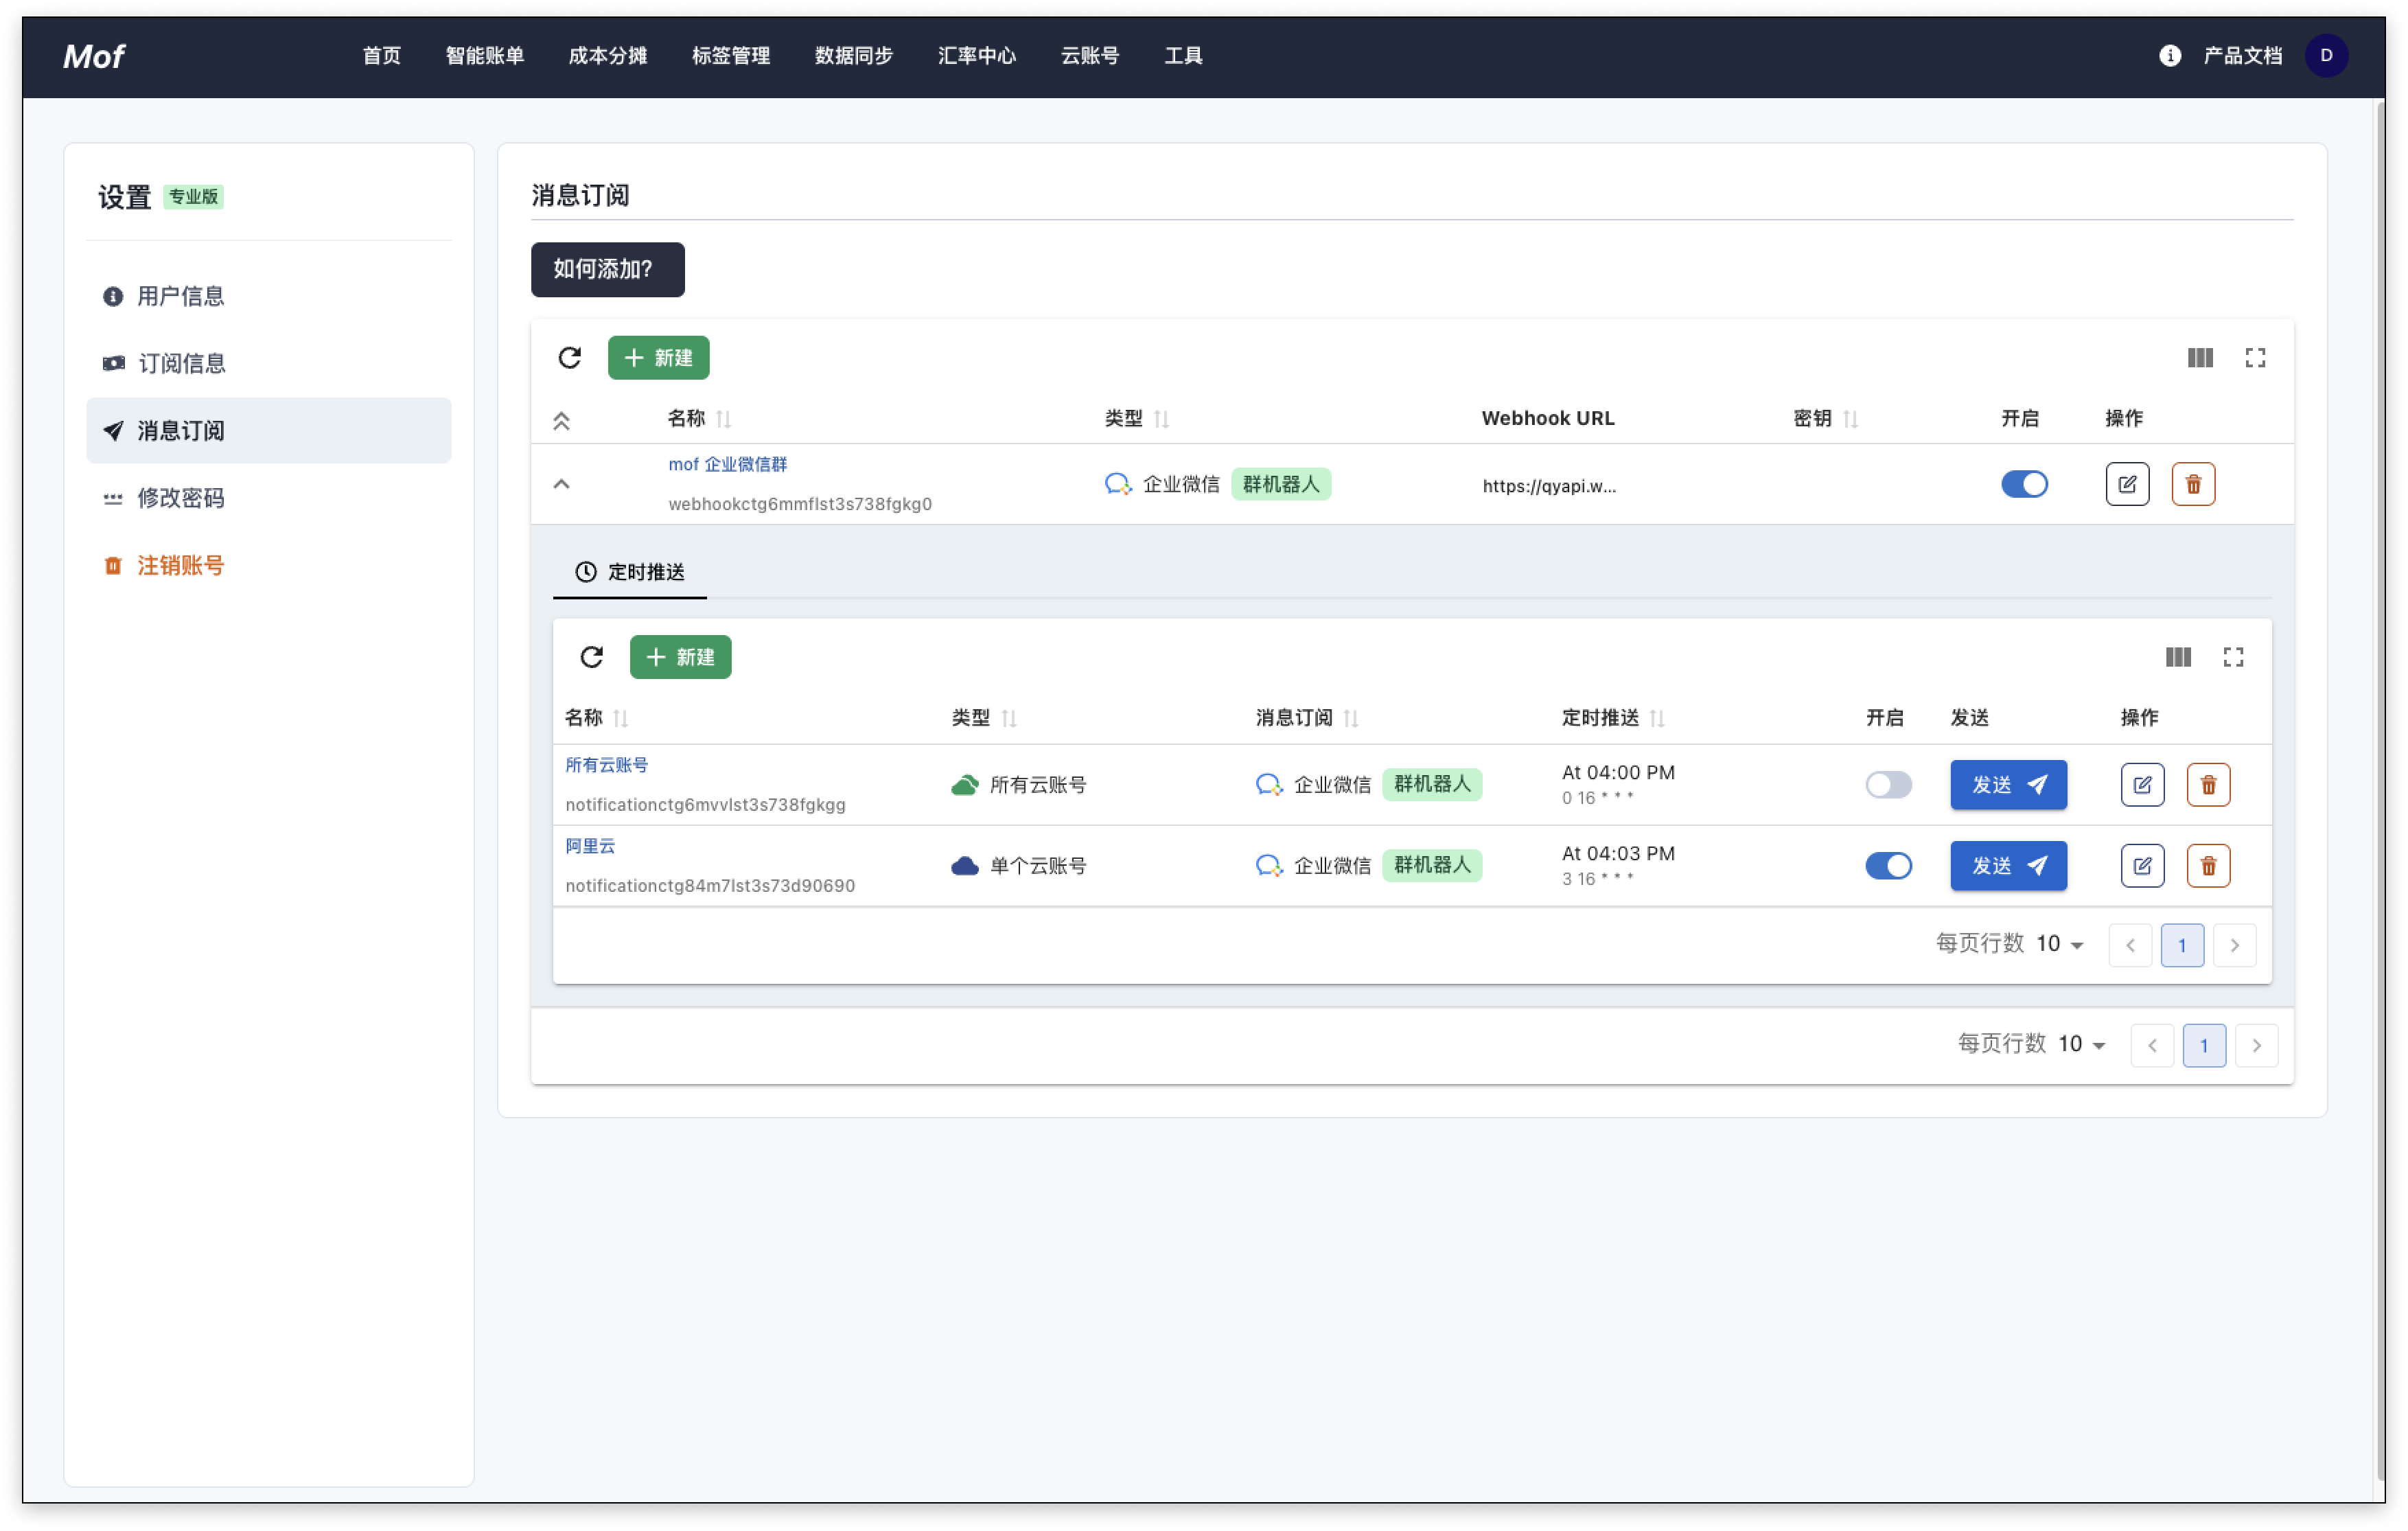 Mof 首页 智能账单 成本分摊 标签管理 数据同步 汇率中心 云账号 工具 产品文档 D
设置 专业版
用户信息
订阅信息
消息订阅
修改密码
注销账号
消息订阅
如何添加?
新建
名称 类型 Webhook URL 密钥 开启 操作
mof 企业微信群
webhookctg6mmflst3s738fgkg0
企业微信 群机器人 https://qyapi.w...
定时推送
新建
名称 类型 消息订阅 定时推送 开启 发送 操作
所有云账号
notificationctg6mvvlst3s738fgkgg
所有云账号 企业微信 群机器人
At 04:00 PM
0 16 * * *
发送
阿里云
notificationctg84m7lst3s73d90690
单个云账号 企业微信 群机器人
At 04:03 PM
3 16 * * *
发送
每页行数 10 1
每页行数 10 1